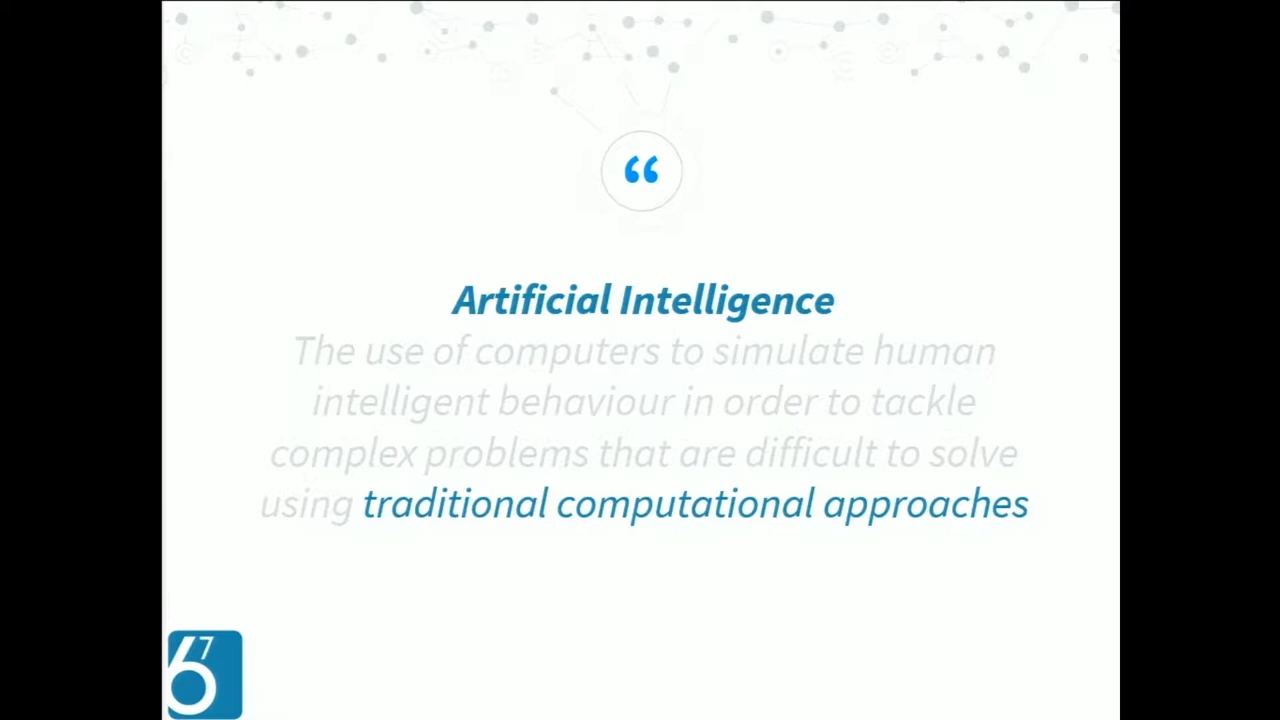 “
Artificial Intelligence
The use of computers to simulate human
intelligent behaviour in order to tackle
complex problems that are difficult to solve
using traditional computational approaches
6⁷